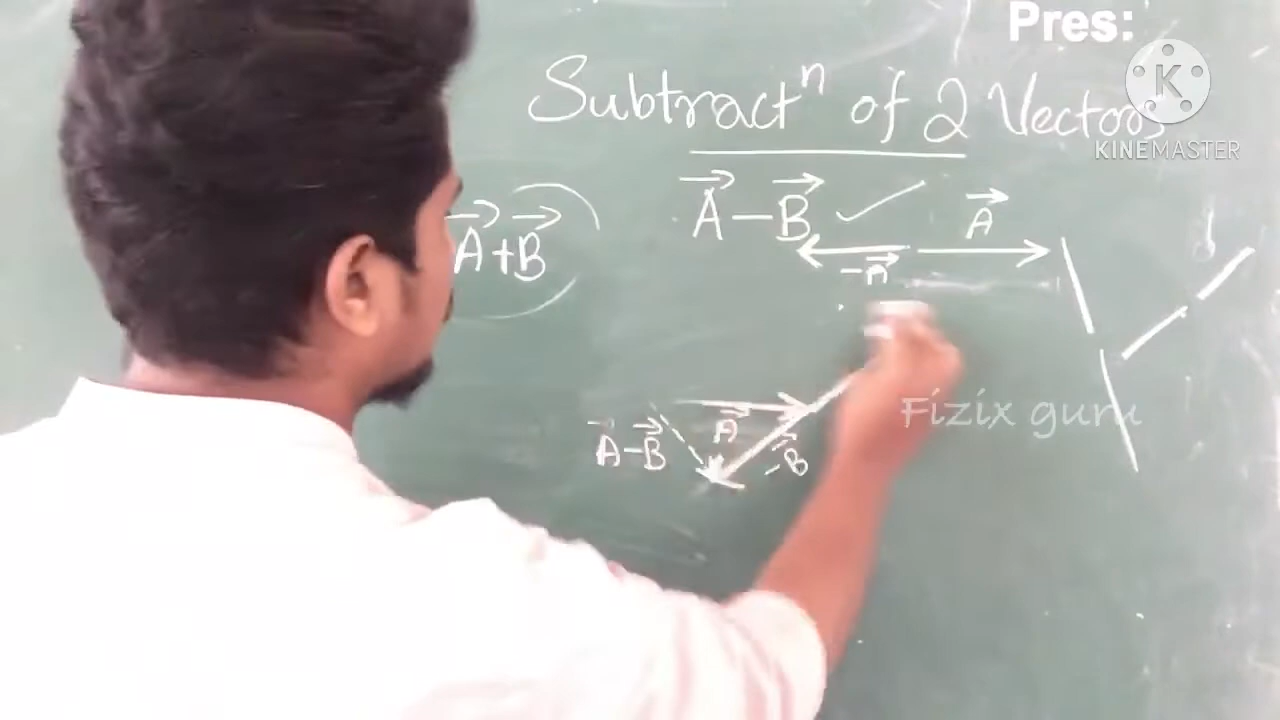 Pres:
K
KINEMASTER
Subtractⁿ of 2 Vectors
A⃗ + B⃗
A⃗ − B⃗
A⃗
−A⃗
Fizix guru
A⃗ − B⃗
A⃗
−B⃗